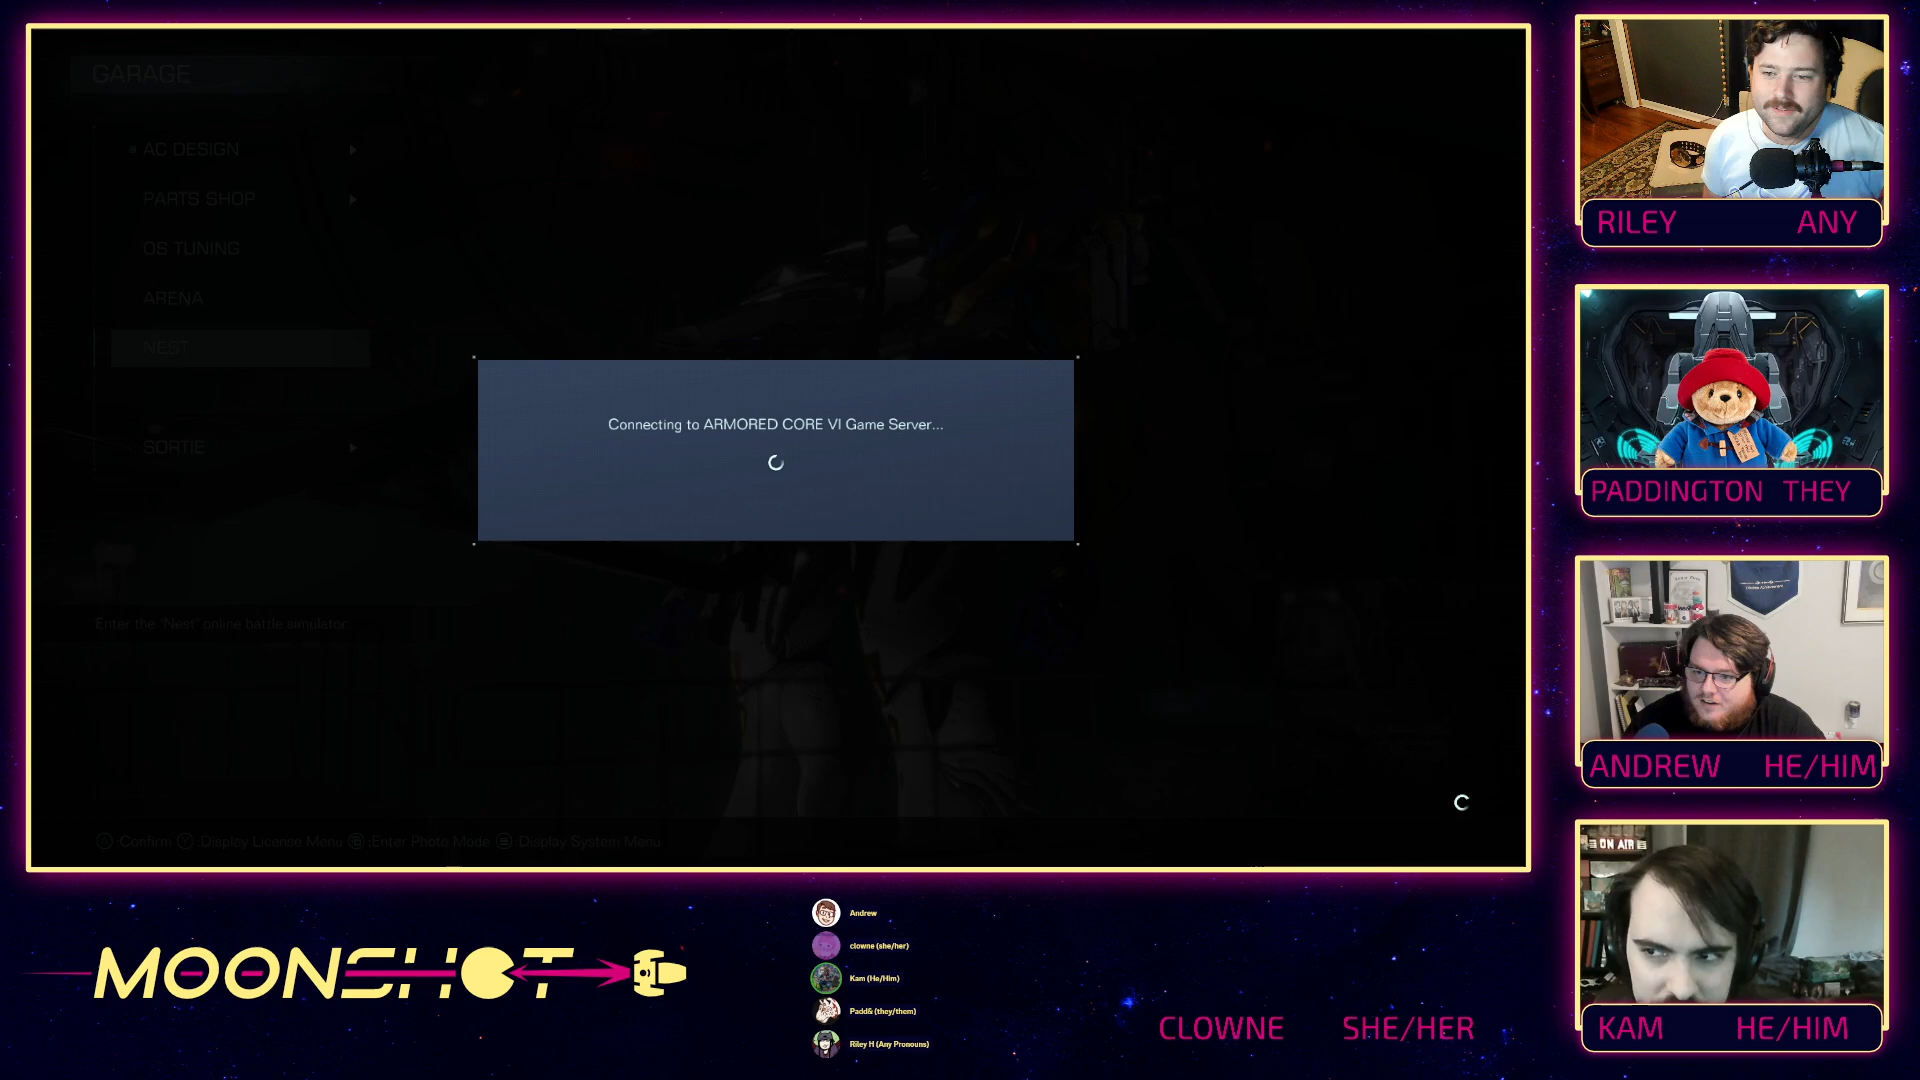 GARAGE
AC DESIGN
PARTS SHOP
OS TUNING
ARENA
NEST
SORTIE
Connecting to ARMORED CORE VI Game Server...
Enter the "Nest" online battle simulator.
:Confirm :Display License Menu :Enter Photo Mode :Display System Menu
RILEY ANY
PADDINGTON THEY
ANDREW HE/HIM
ON AIR
KAM HE/HIM
MOONSHOT
Andrew
clowne (she/her)
Kam (He/Him)
Padd& (they/them)
Riley H (Any Pronouns)
CLOWNE SHE/HER